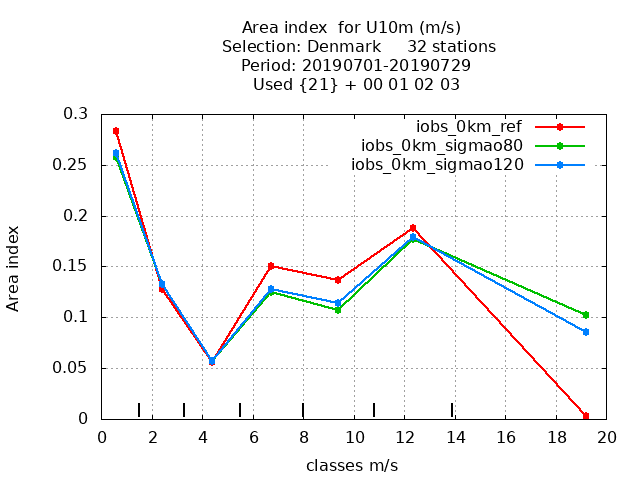 Area index  for U10m (m/s)
Selection: Denmark     32 stations
Period: 20190701-20190729
Used {21} + 00 01 02 03
iobs_0km_ref
iobs_0km_sigmao80
iobs_0km_sigmao120
Area index
0.3
0.25
0.2
0.15
0.1
0.05
0
0 2 4 6 8 10 12 14 16 18 20
classes m/s